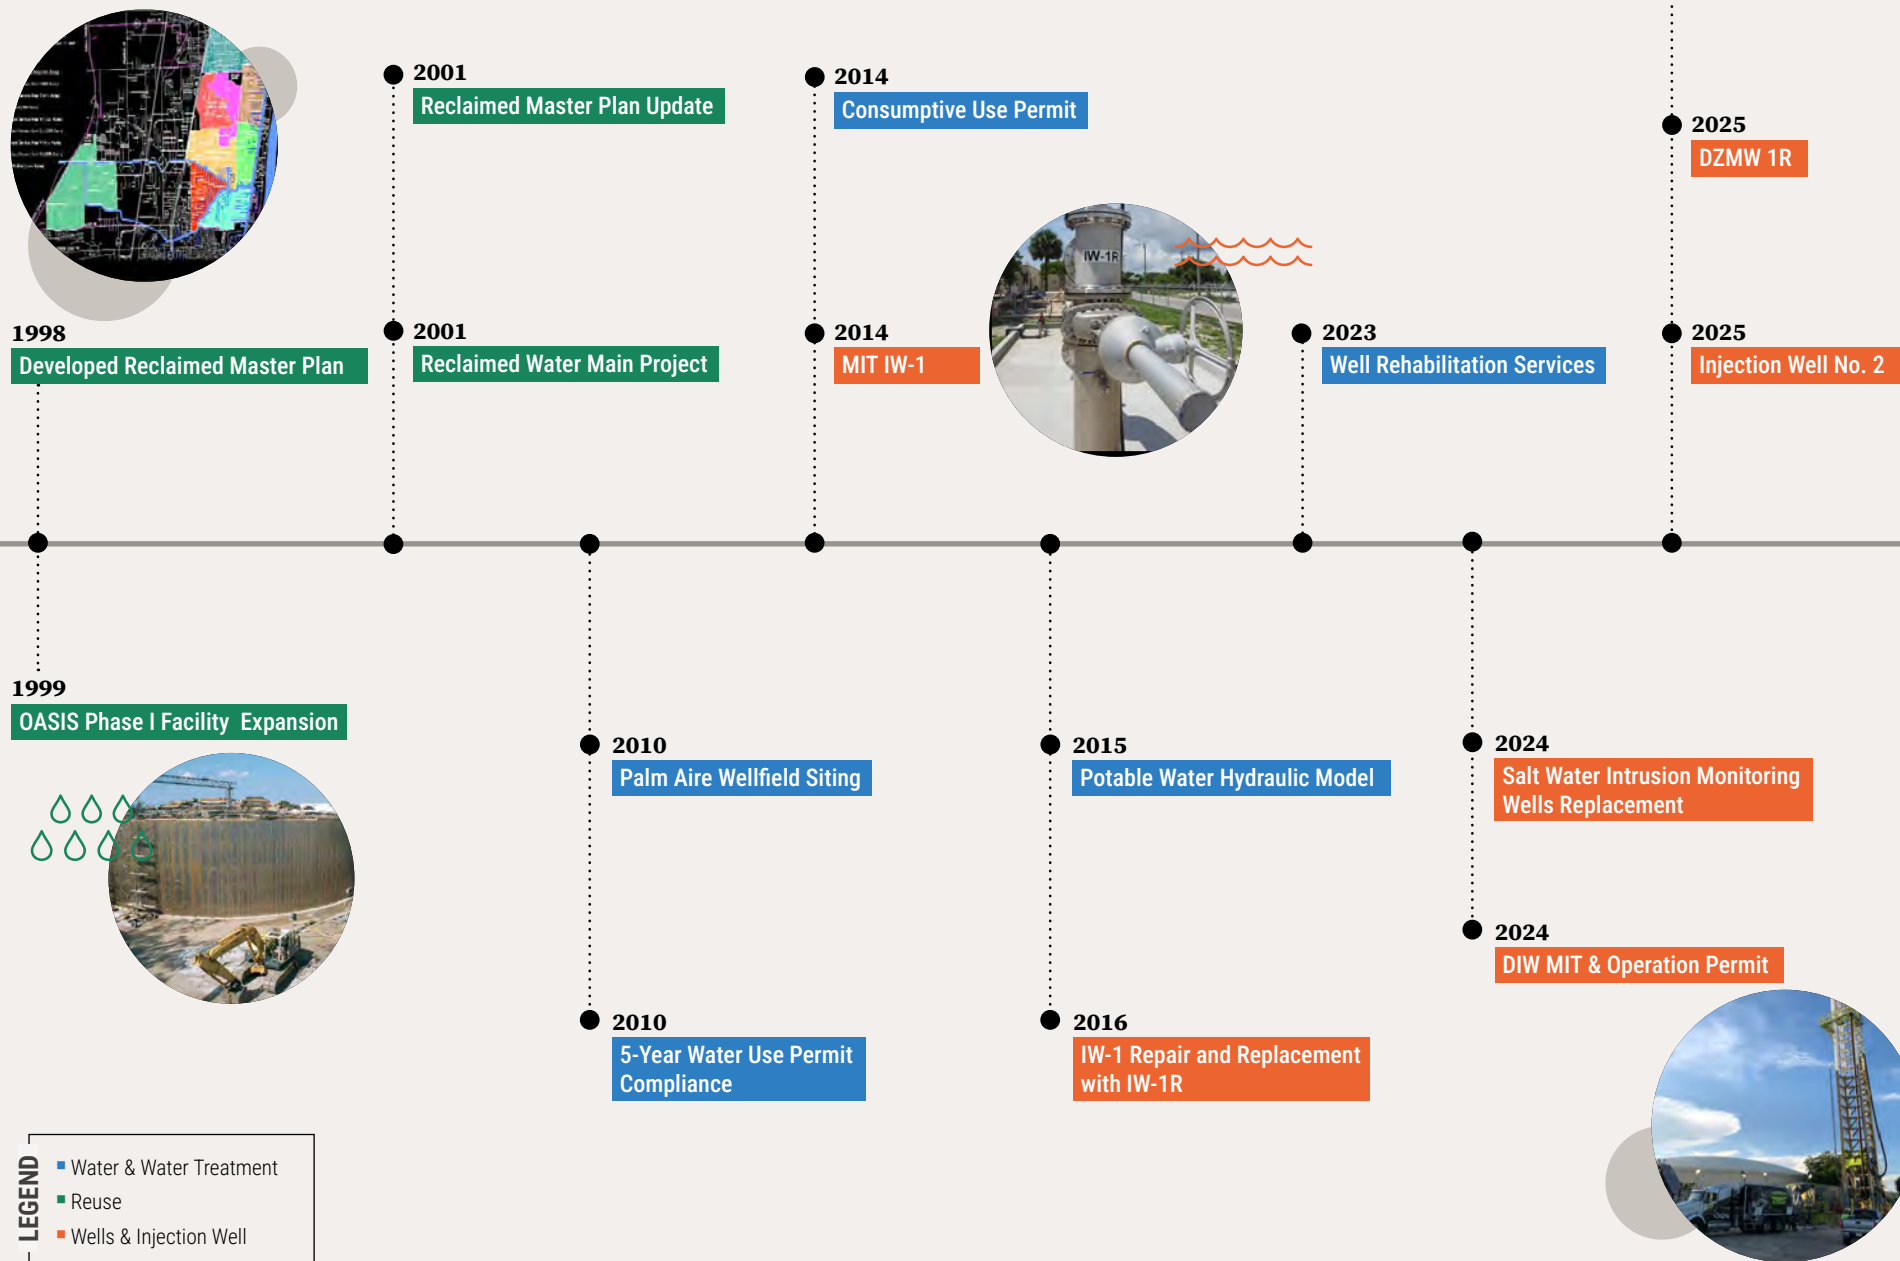 2001
Reclaimed Master Plan Update
2014
Consumptive Use Permit
2025
DZMW 1R
IW-1R
1998
Developed Reclaimed Master Plan
2001
Reclaimed Water Main Project
2014
MIT IW-1
2023
Well Rehabilitation Services
2025
Injection Well No. 2
1999
OASIS Phase I Facility Expansion
2010
Palm Aire Wellfield Siting
2015
Potable Water Hydraulic Model
2024
Salt Water Intrusion Monitoring
Wells Replacement
2024
DIW MIT & Operation Permit
2010
5-Year Water Use Permit
Compliance
2016
IW-1 Repair and Replacement
with IW-1R
LEGEND
Water & Water Treatment
Reuse
Wells & Injection Well